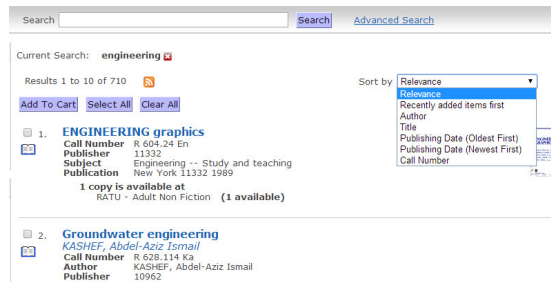 Search Search Advanced Search
Current Search: engineering
Results 1 to 10 of 710
Sort by Relevance
Relevance
Recently added items first
Author
Title
Publishing Date (Oldest First)
Publishing Date (Newest First)
Call Number
Add To Cart Select All Clear All
1. ENGINEERING graphics
Call Number R 604.24 En
Publisher 11332
Subject Engineering -- Study and teaching
Publication New York 11332 1989
1 copy is available at
RATU - Adult Non Fiction (1 available)
2. Groundwater engineering
KASHEF, Abdel-Aziz Ismail
Call Number R 628.114 Ka
Author KASHEF, Abdel-Aziz Ismail
Publisher 10962